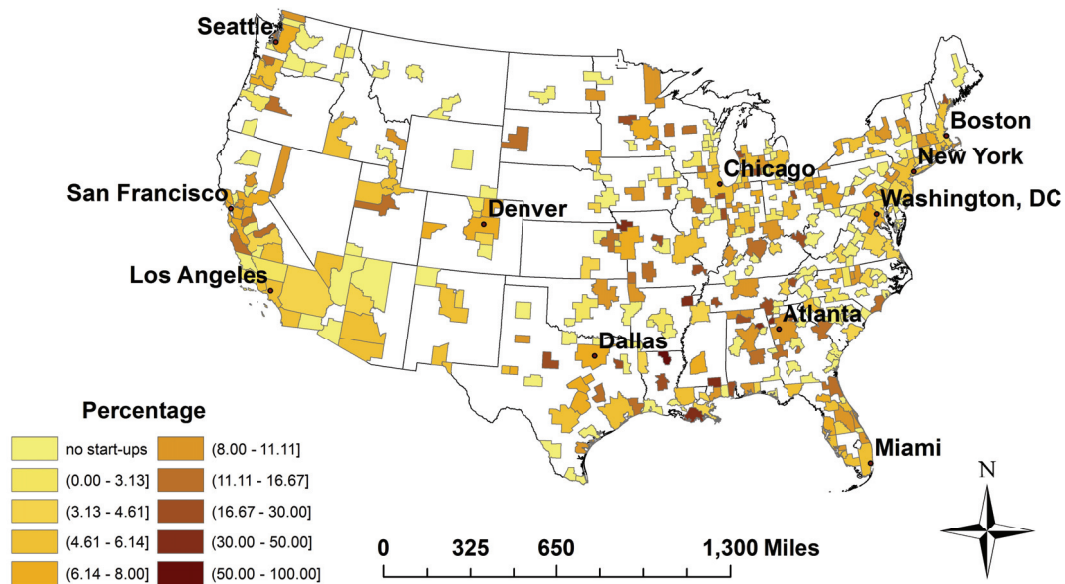 Seattle
Boston
New York
Chicago
Washington, DC
San Francisco
Denver
Los Angeles
Atlanta
Dallas
Miami
Percentage
no start-ups
(0.00 - 3.13]
(3.13 - 4.61]
(4.61 - 6.14]
(6.14 - 8.00]
(8.00 - 11.11]
(11.11 - 16.67]
(16.67 - 30.00]
(30.00 - 50.00]
(50.00 - 100.00]
0 325 650 1,300 Miles
N